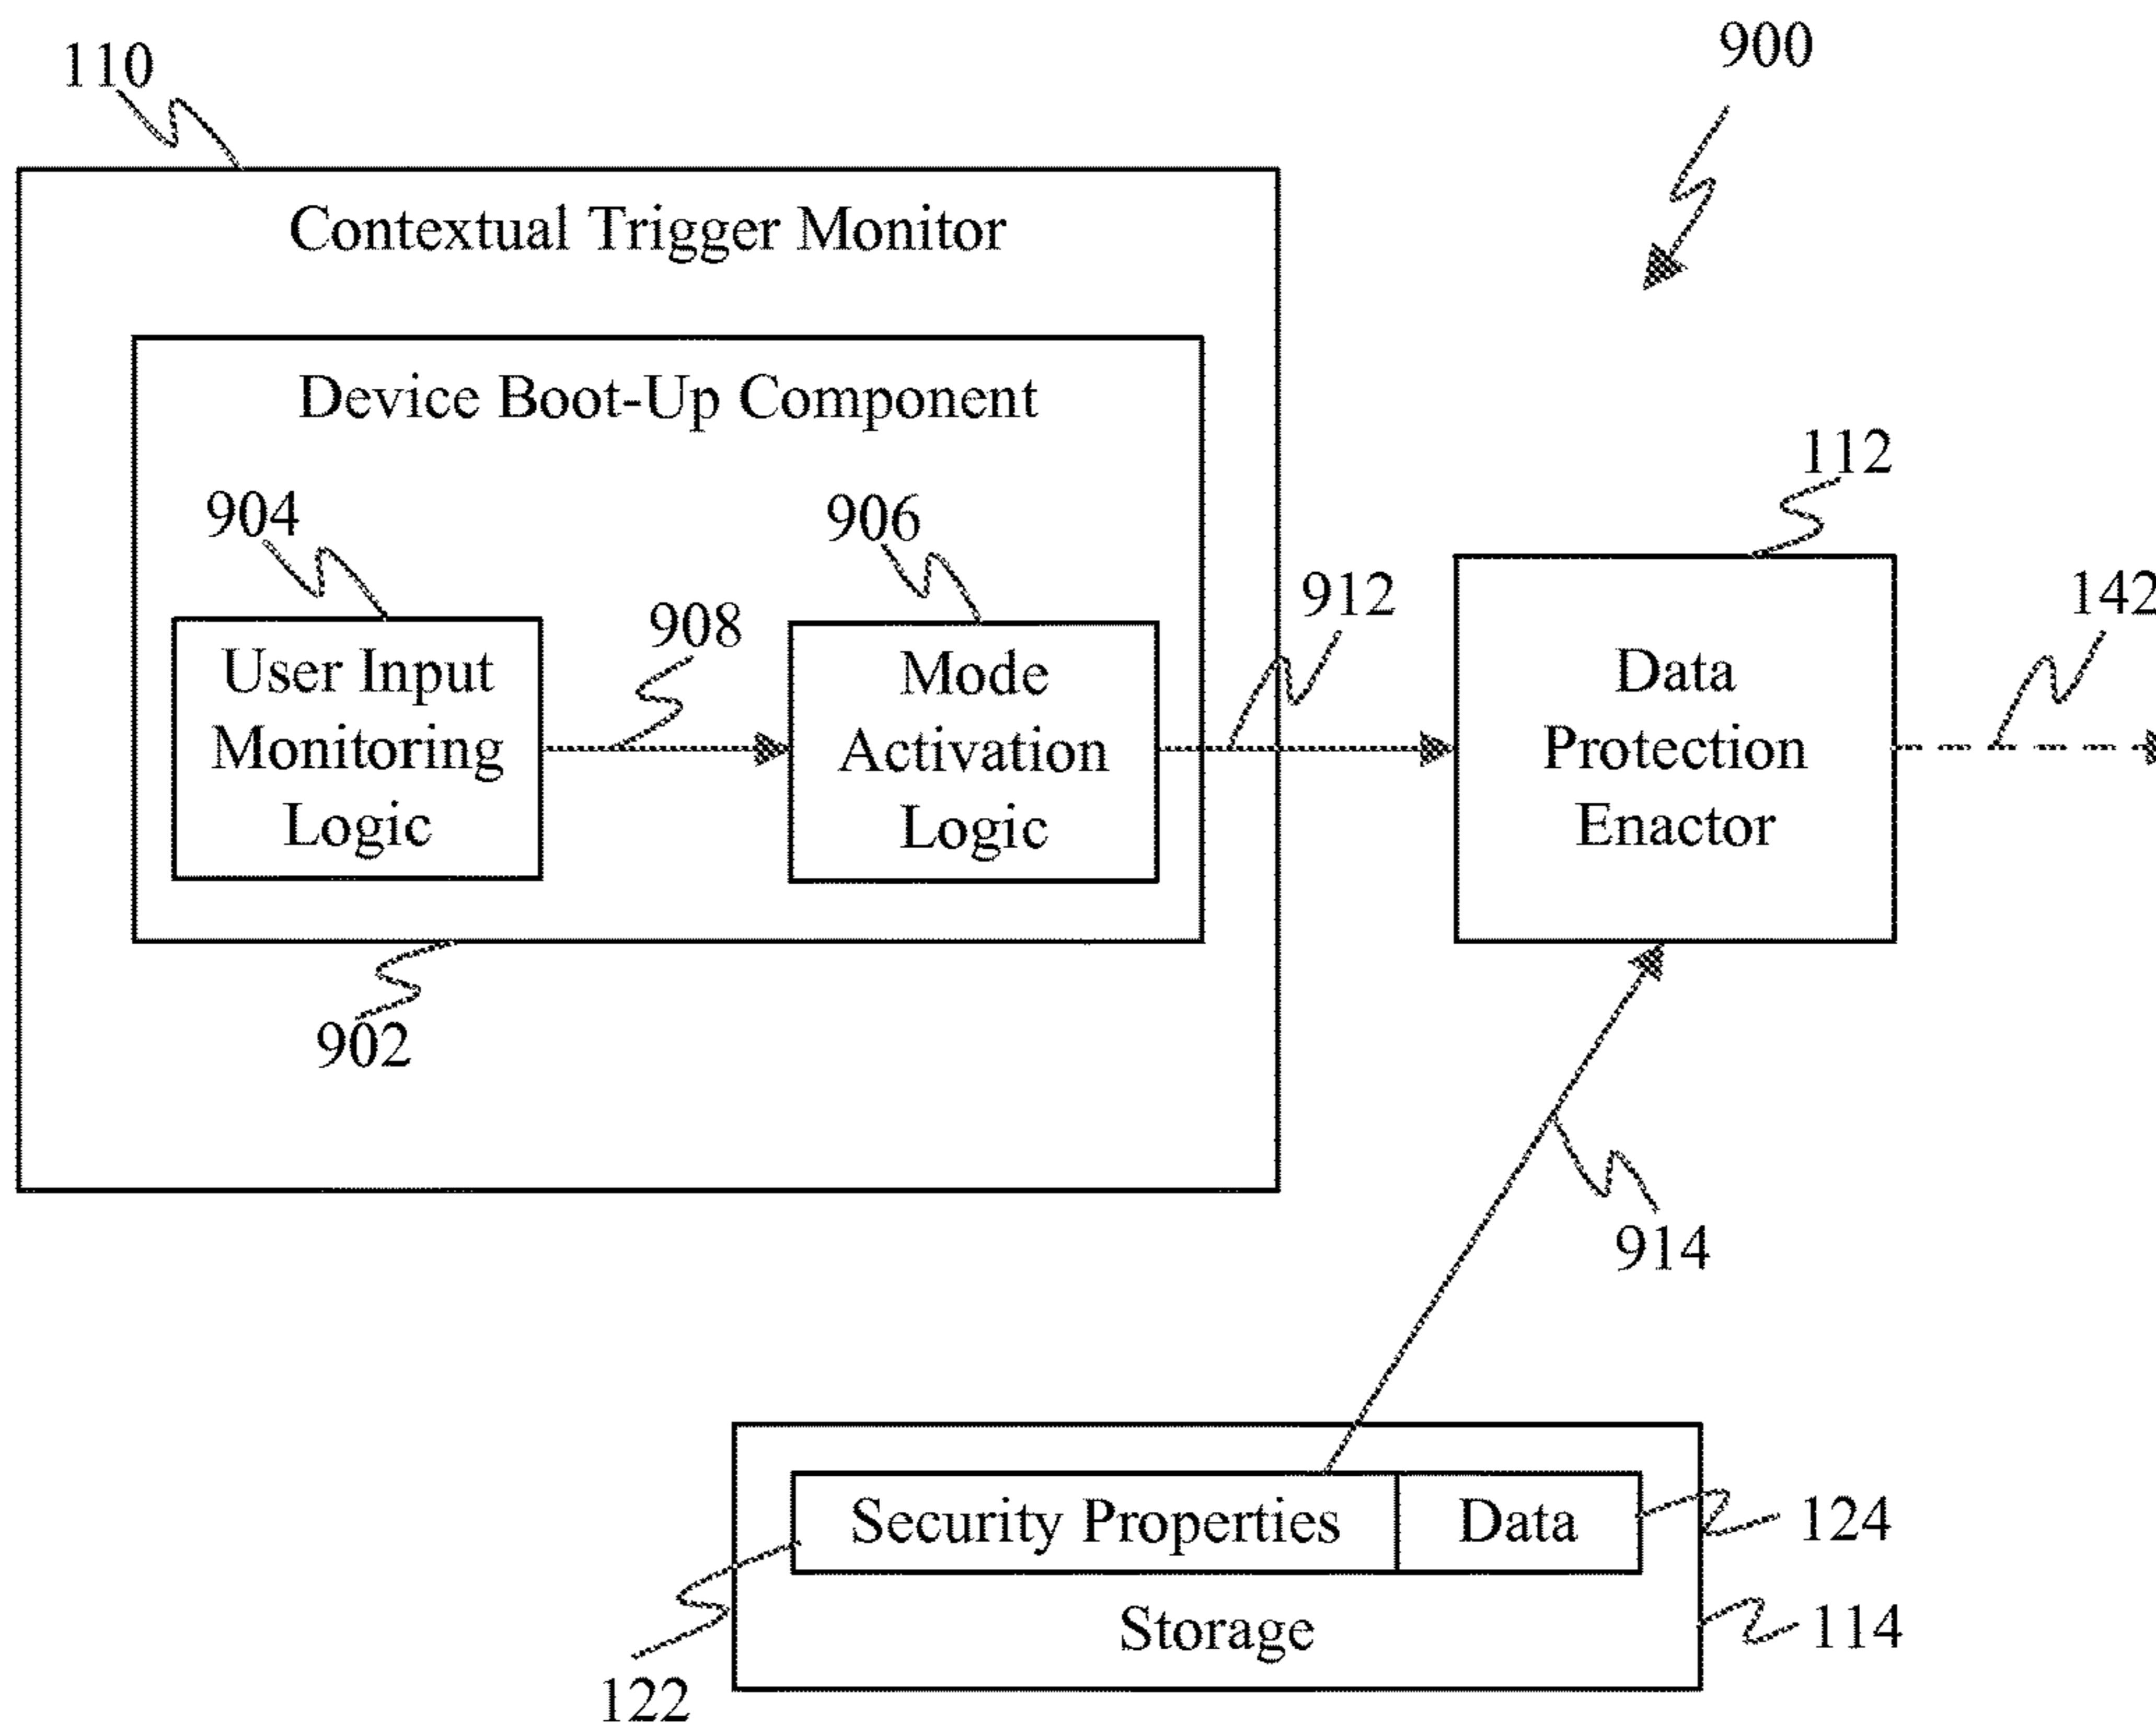 900
110
Contextual Trigger Monitor
Device Boot-Up Component
112
904
906
912
142
908
User Input
Monitoring
Logic
Mode
Activation
Logic
Data
Protection
Enactor
902
914
Security Properties
Data
124
Storage
114
122